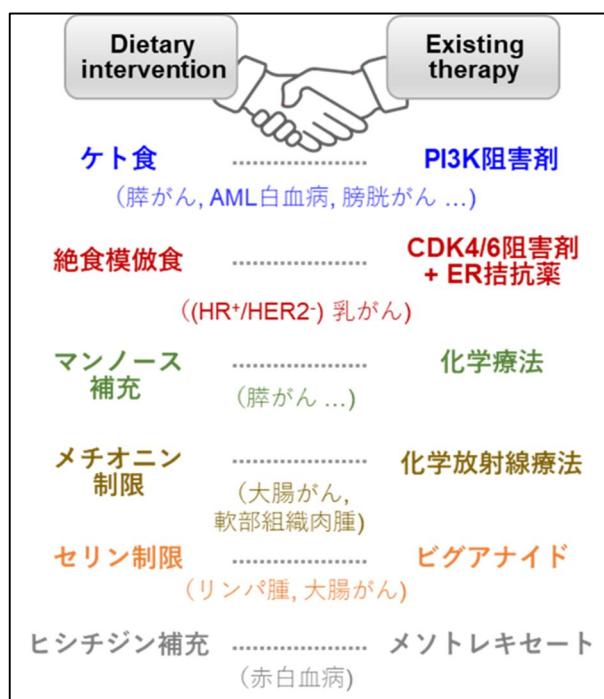 Dietary intervention
Existing therapy
ケト食 PI3K阻害剤
(膵がん, AML白血病, 膀胱がん ...)
絶食模倣食 CDK4/6阻害剤 + ER拮抗薬
((HR⁺/HER2⁻) 乳がん)
マンノース補充 化学療法
(膵がん ...)
メチオニン制限 化学放射線療法
(大腸がん,
軟部組織肉腫)
セリン制限 ビグアナイド
(リンパ腫, 大腸がん)
ヒシチジン補充 メソトレキセート
(赤白血病)